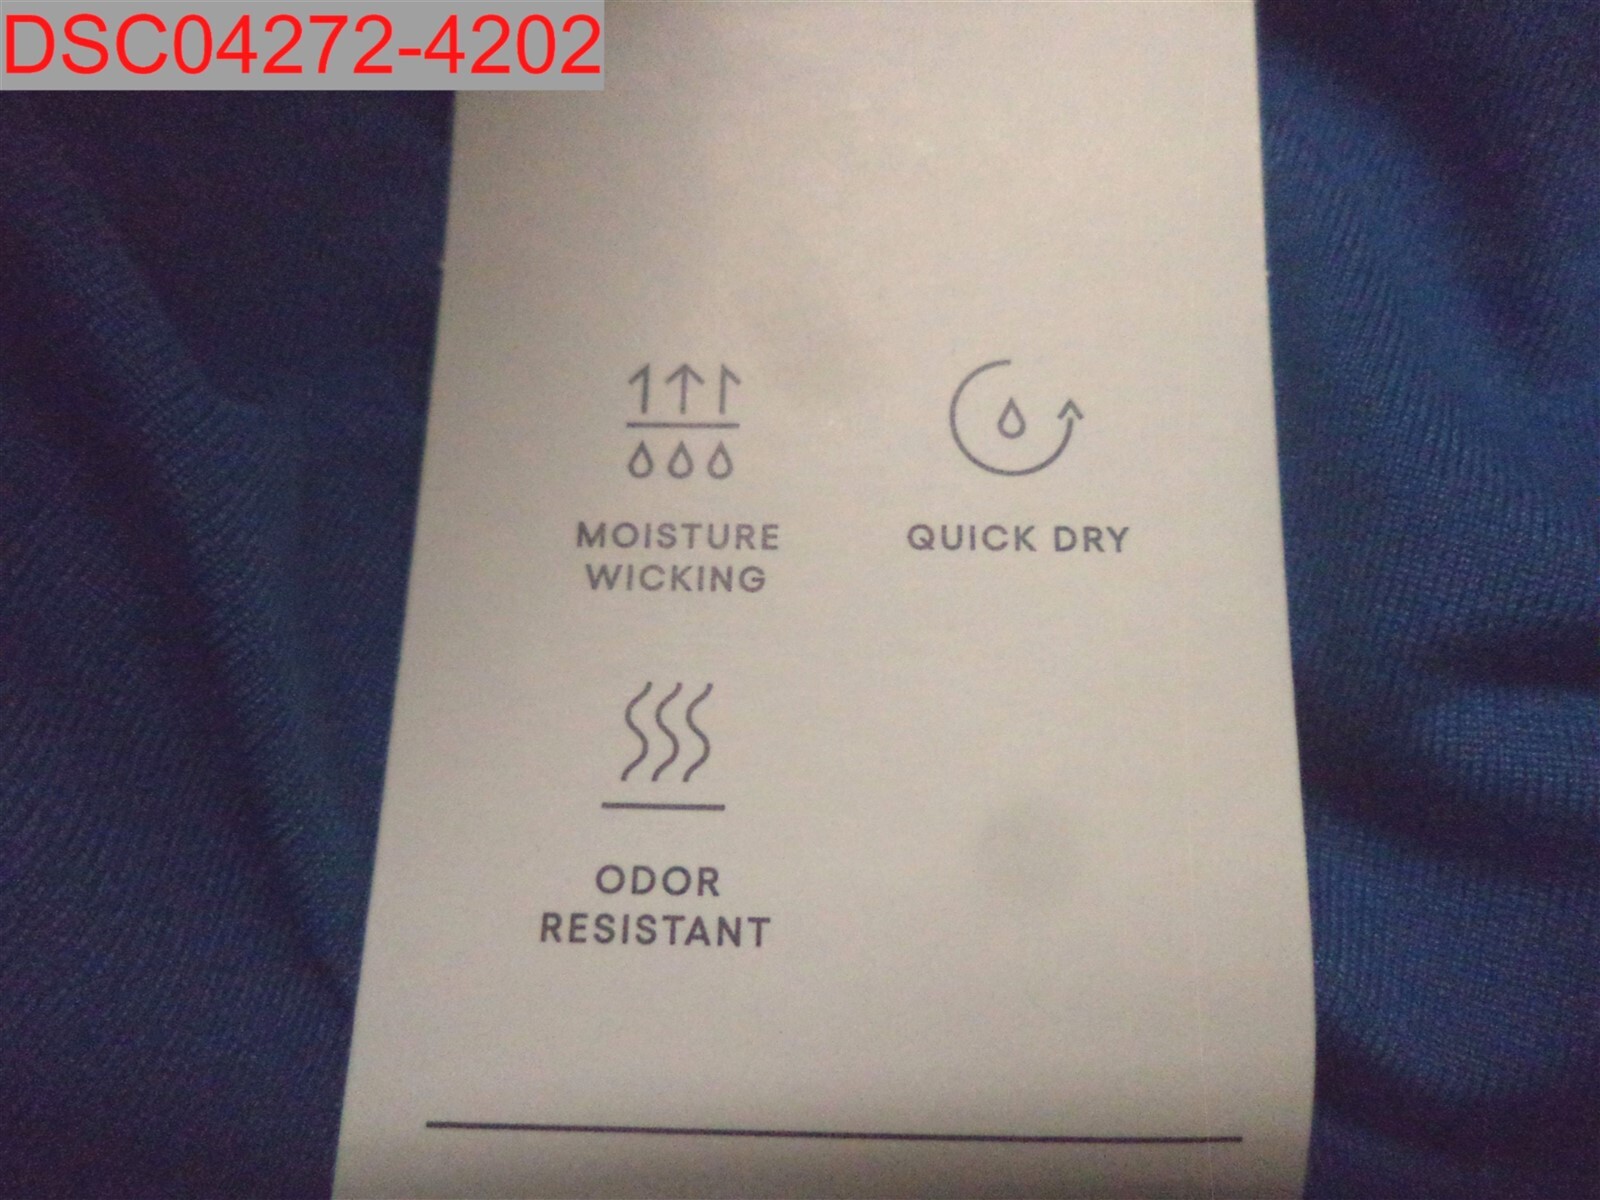 DSC04272-4202
MOISTURE
WICKING
QUICK DRY
ODOR
RESISTANT